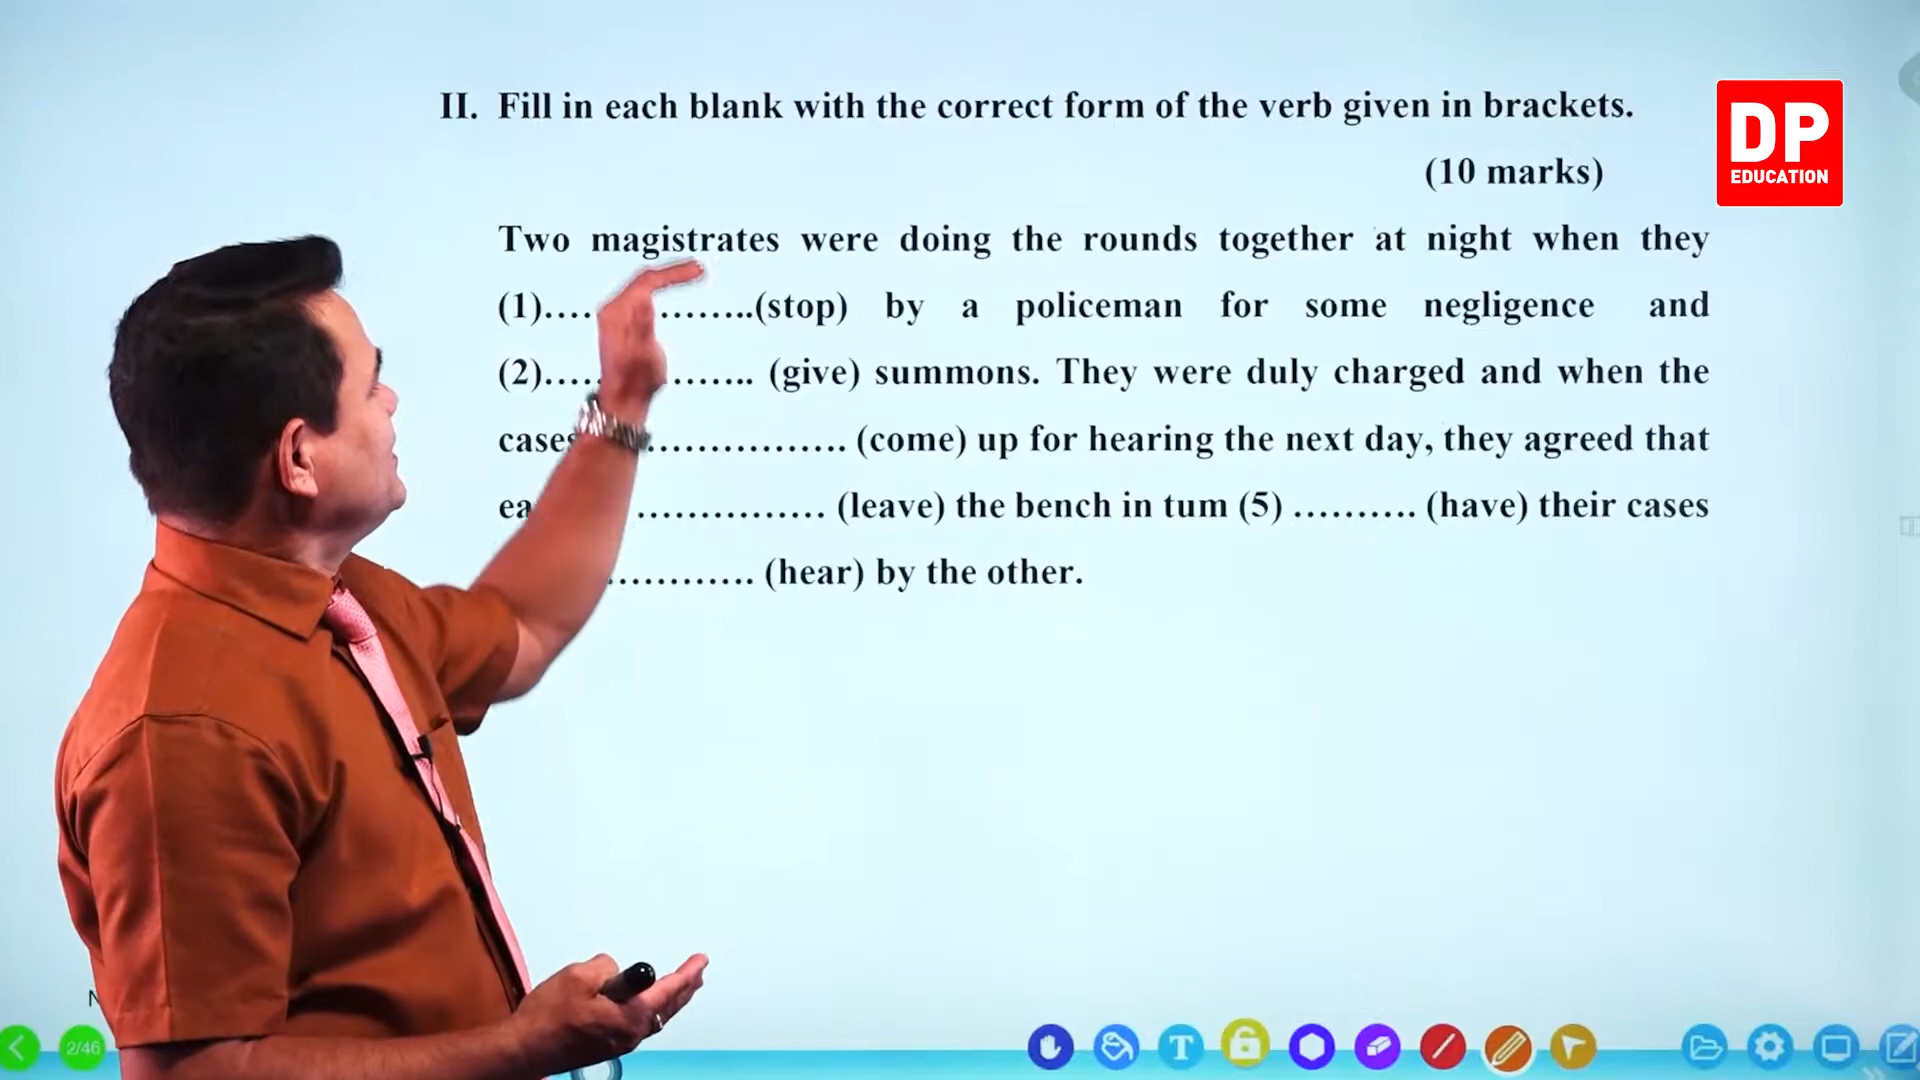 II. Fill in each blank with the correct form of the verb given in brackets.
(10 marks)
DP
EDUCATION
Two magistrates were doing the rounds together at night when they
(1).... ........(stop) by a policeman for some negligence and
(2).... ........ (give) summons. They were duly charged and when the
cases ................. (come) up for hearing the next day, they agreed that
ea ............... (leave) the bench in tum (5) .......... (have) their cases
............ (hear) by the other.
N
2/46
T